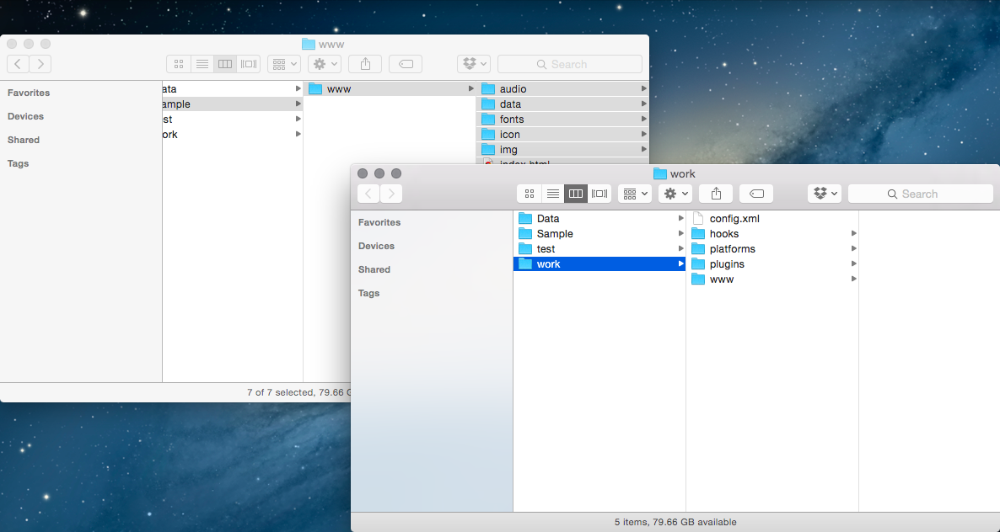 www
Search
Favorites
Devices
Shared
Tags
ata
ample
st
ork
www
audio
data
fonts
icon
img
index.html
7 of 7 selected, 79.66 G
work
Search
Favorites
Devices
Shared
Tags
Data
Sample
test
work
config.xml
hooks
platforms
plugins
www
5 items, 79.66 GB available